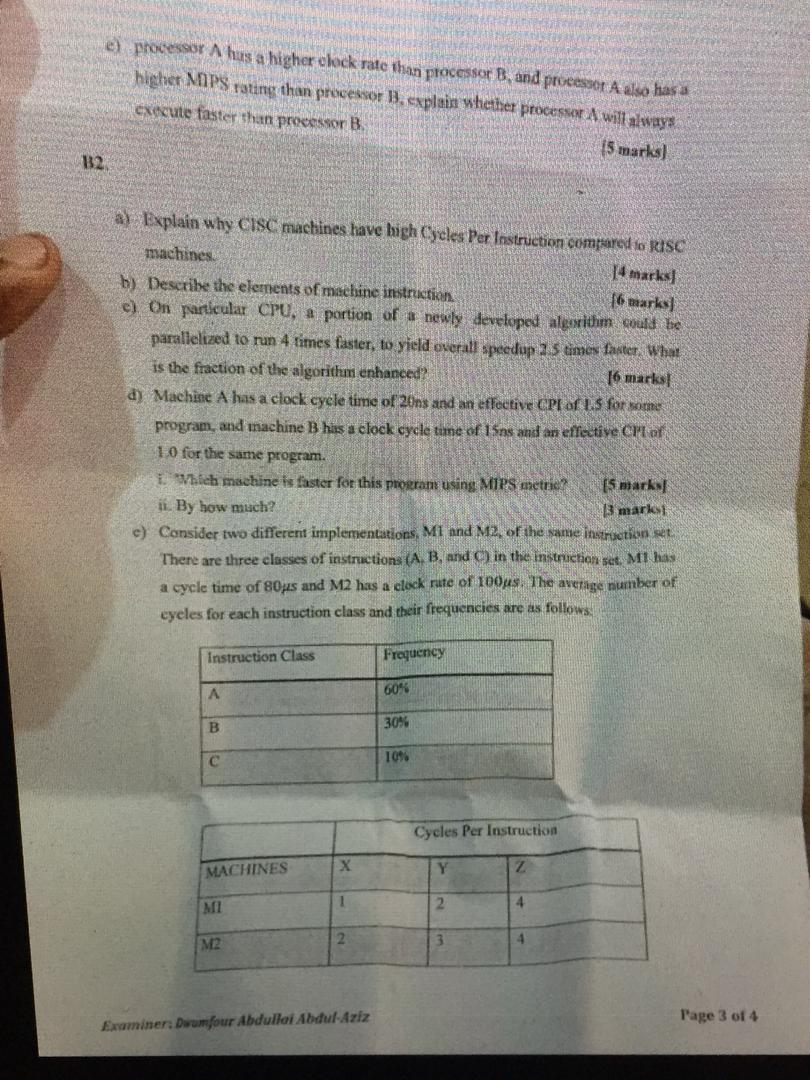 e) processor A has a higher clock rate than processor B, and processor A also has a
higher MIPS rating than processor B, explain whether processor A will always
execute faster than processor B.
[5 marks]
B2.
a) Explain why CISC machines have high Cycles Per Instruction compared to RISC
machines. [4 marks]
b) Describe the elements of machine instruction. [6 marks]
c) On particular CPU, a portion of a newly developed algorithm could be
parallelized to run 4 times faster, to yield overall speedup 2.5 times faster. What
is the fraction of the algorithm enhanced? [6 marks]
d) Machine A has a clock cycle time of 20ns and an effective CPI of 1.5 for some
program, and machine B has a clock cycle time of 15ns and an effective CPI of
1.0 for the same program.
i. Which machine is faster for this program using MIPS metric? [5 marks]
ii. By how much? [3 marks]
e) Consider two different implementations, M1 and M2, of the same instruction set.
There are three classes of instructions (A, B, and C) in the instruction set. M1 has
a cycle time of 80µs and M2 has a clock rate of 100µs. The average number of
cycles for each instruction class and their frequencies are as follows:
Instruction Class Frequency
A 60%
B 30%
C 10%
Cycles Per Instruction
MACHINES X Y Z
M1 1 2 4
M2 2 3 4
Examiner: Dwumfour Abdullai Abdul-Aziz Page 3 of 4